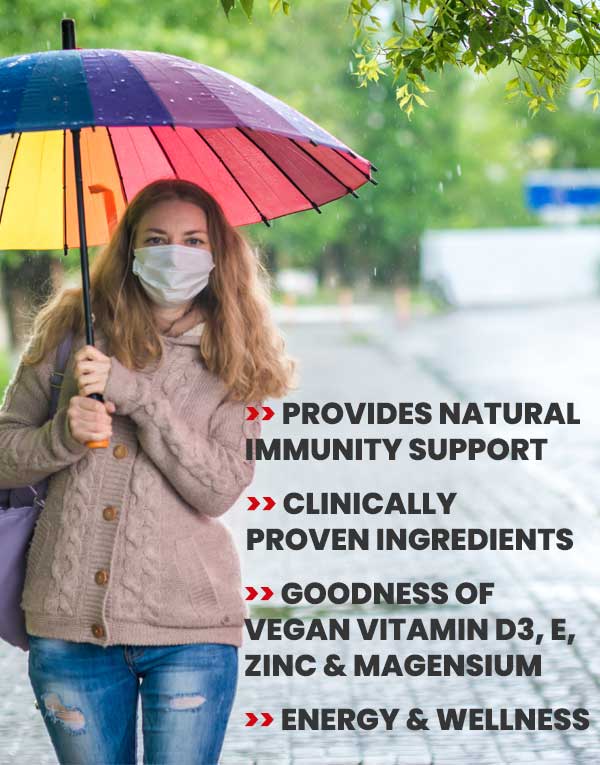 ›› PROVIDES NATURAL
IMMUNITY SUPPORT
›› CLINICALLY
PROVEN INGREDIENTS
›› GOODNESS OF
VEGAN VITAMIN D3, E,
ZINC & MAGENSIUM
›› ENERGY & WELLNESS